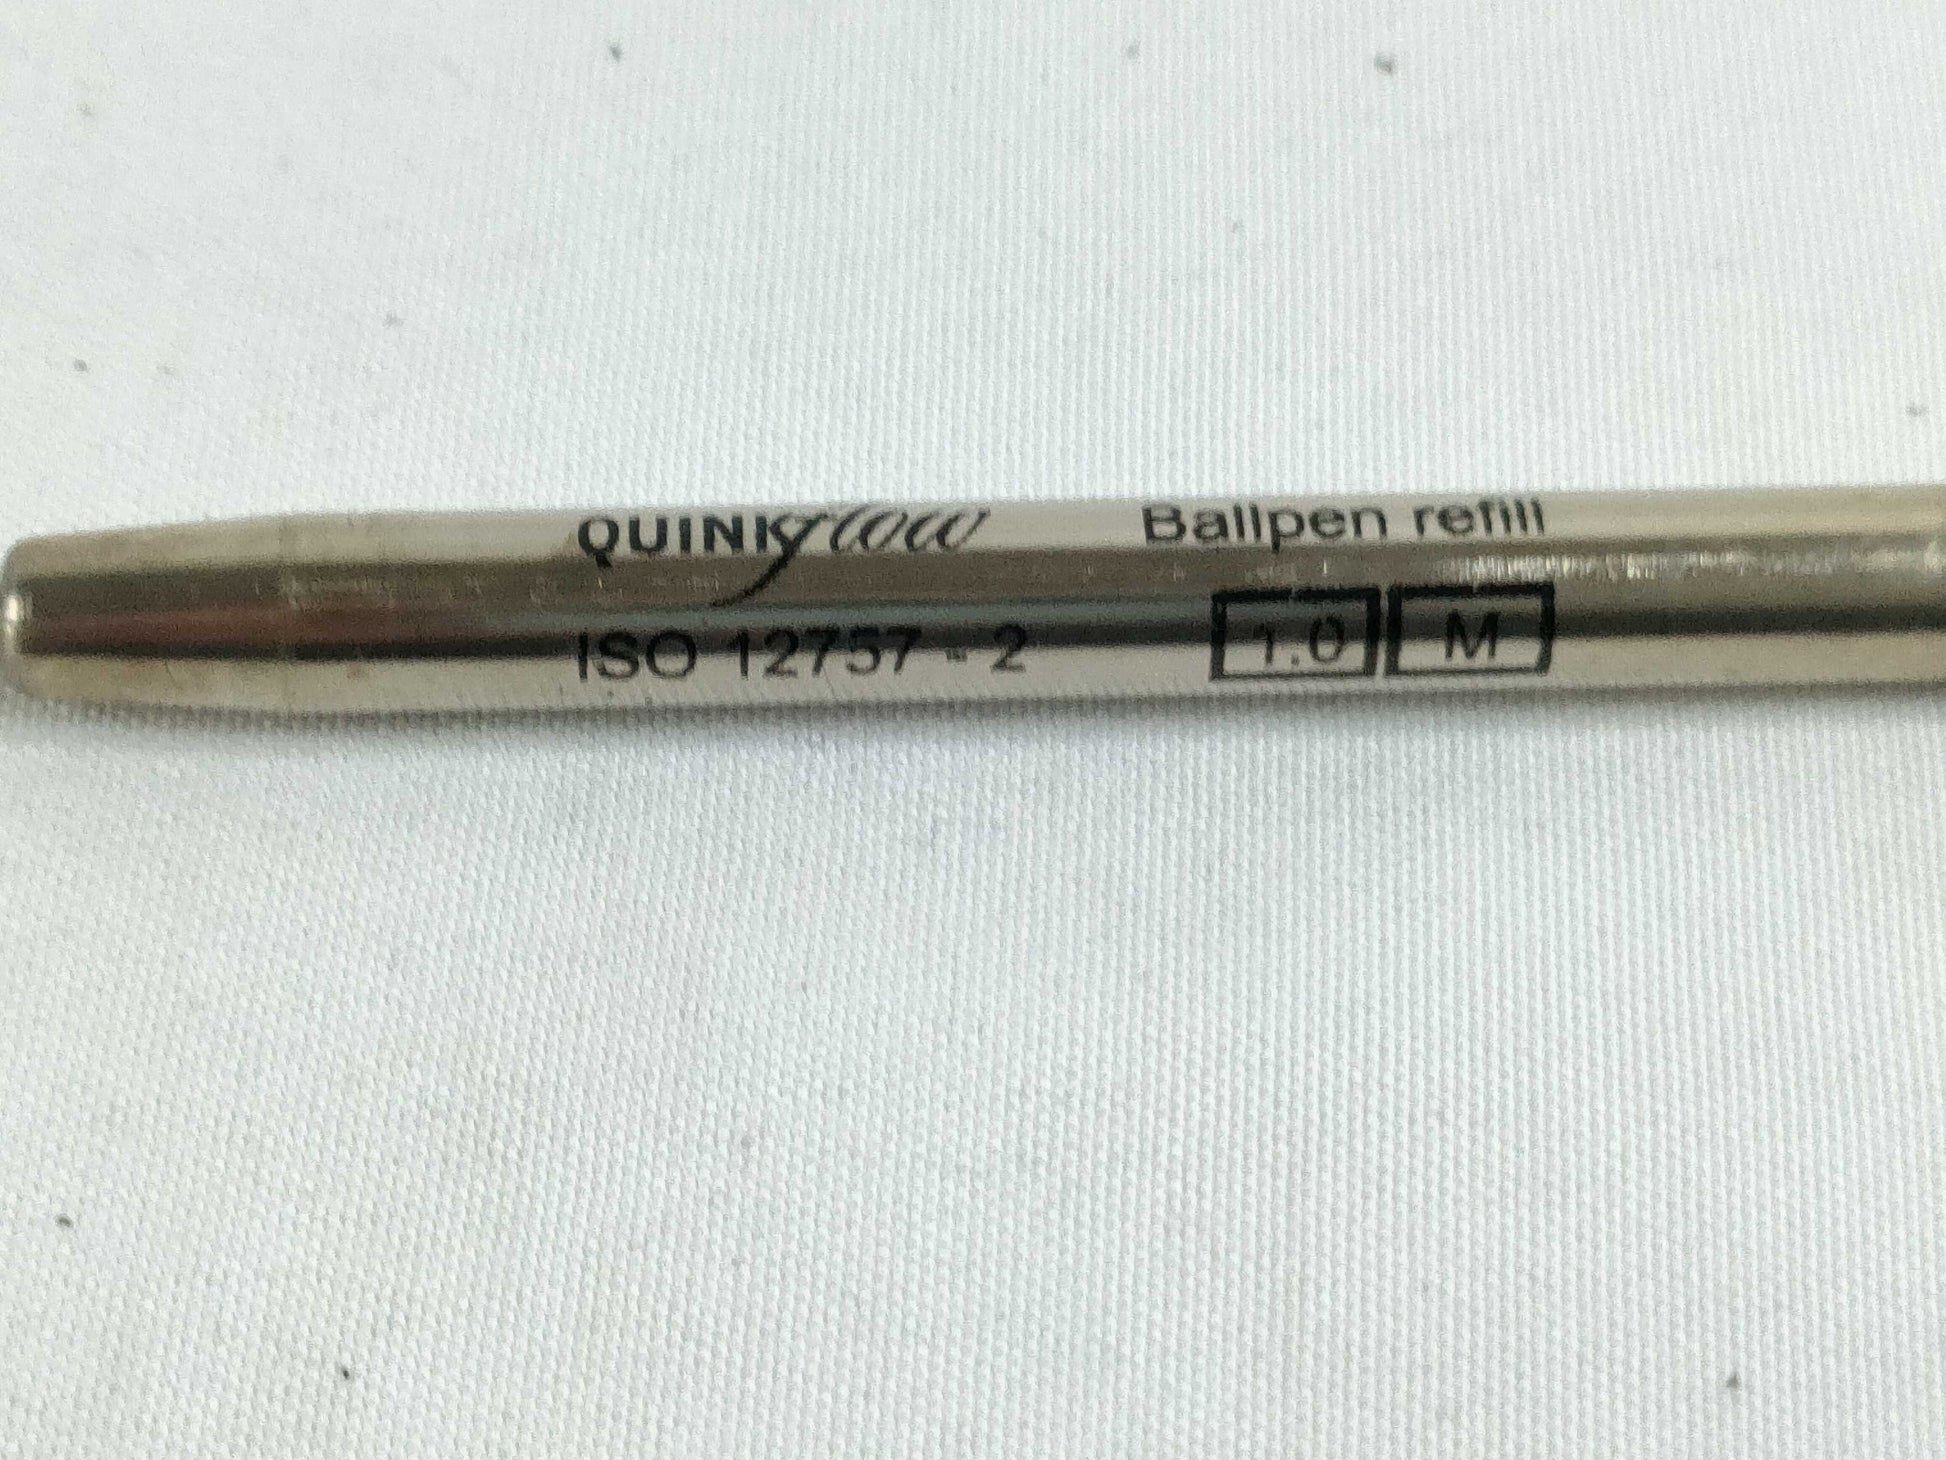 QUINKflow Ballpen refill
ISO 12757 - 2 1.0 M